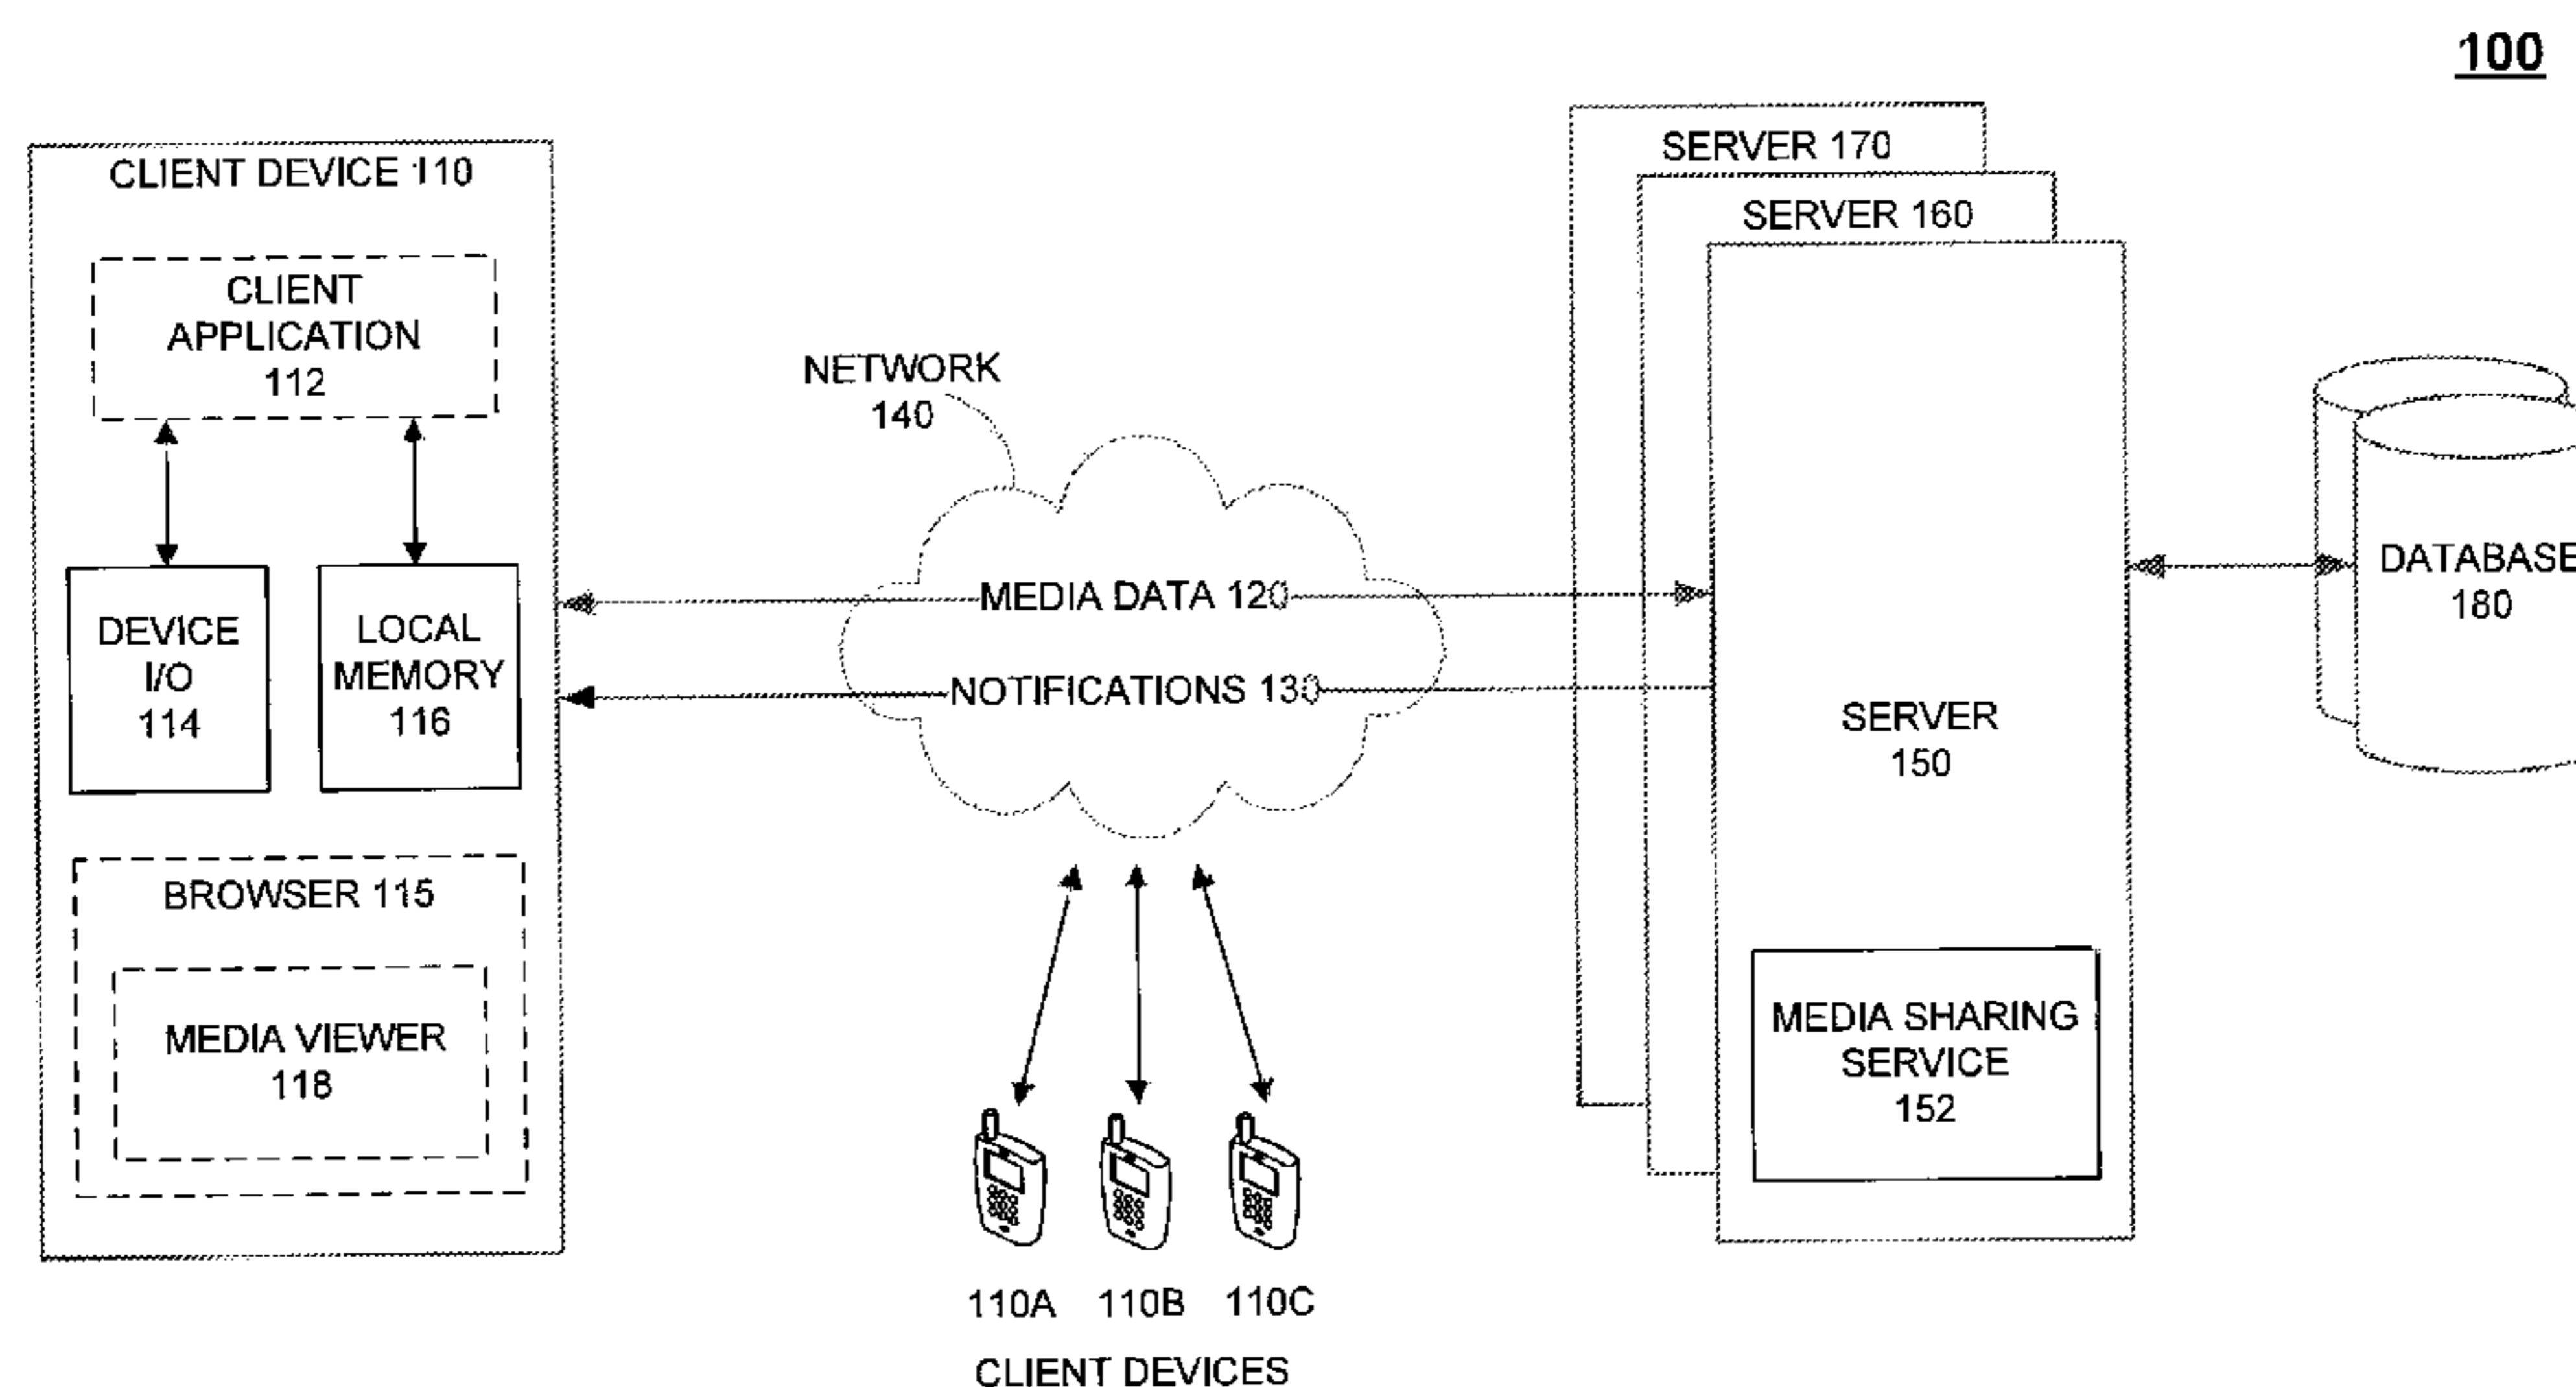 100
CLIENT DEVICE 110
CLIENT
APPLICATION
112
DEVICE
I/O
114
LOCAL
MEMORY
116
BROWSER 115
MEDIA VIEWER
118
NETWORK
140
MEDIA DATA 120
NOTIFICATIONS 130
110A 110B 110C
CLIENT DEVICES
SERVER 170
SERVER 160
SERVER
150
MEDIA SHARING
SERVICE
152
DATABASE
180